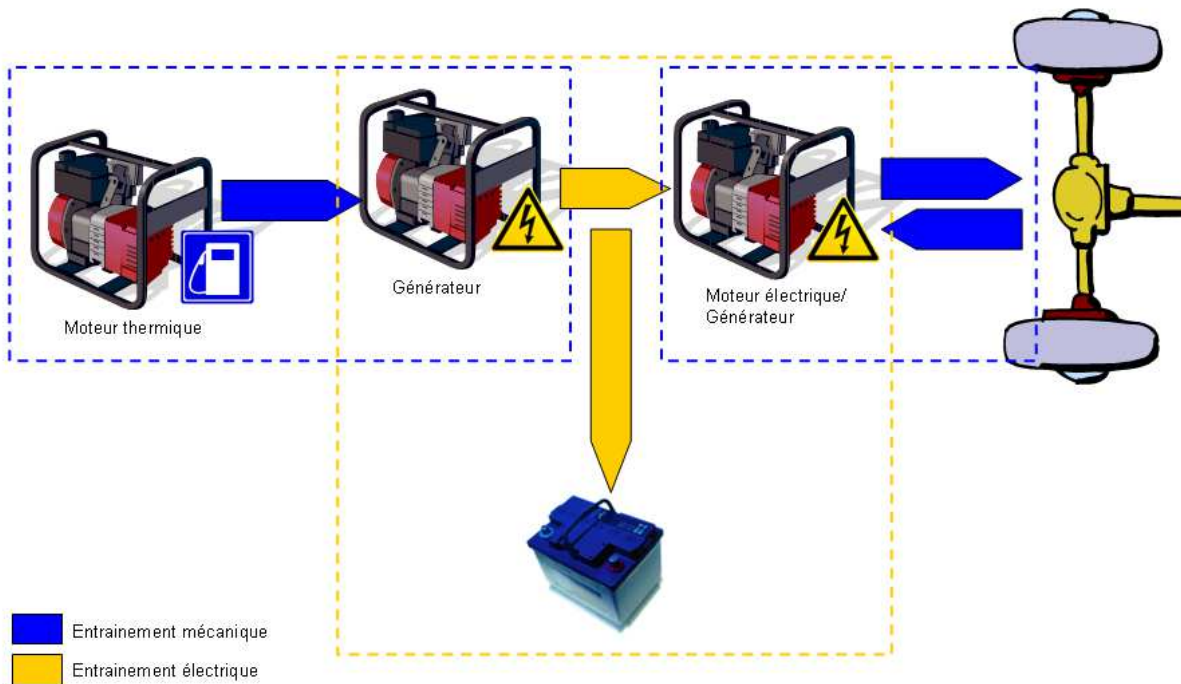 Moteur thermique
Générateur
Moteur électrique/
Générateur
Entrainement mécanique
Entrainement électrique